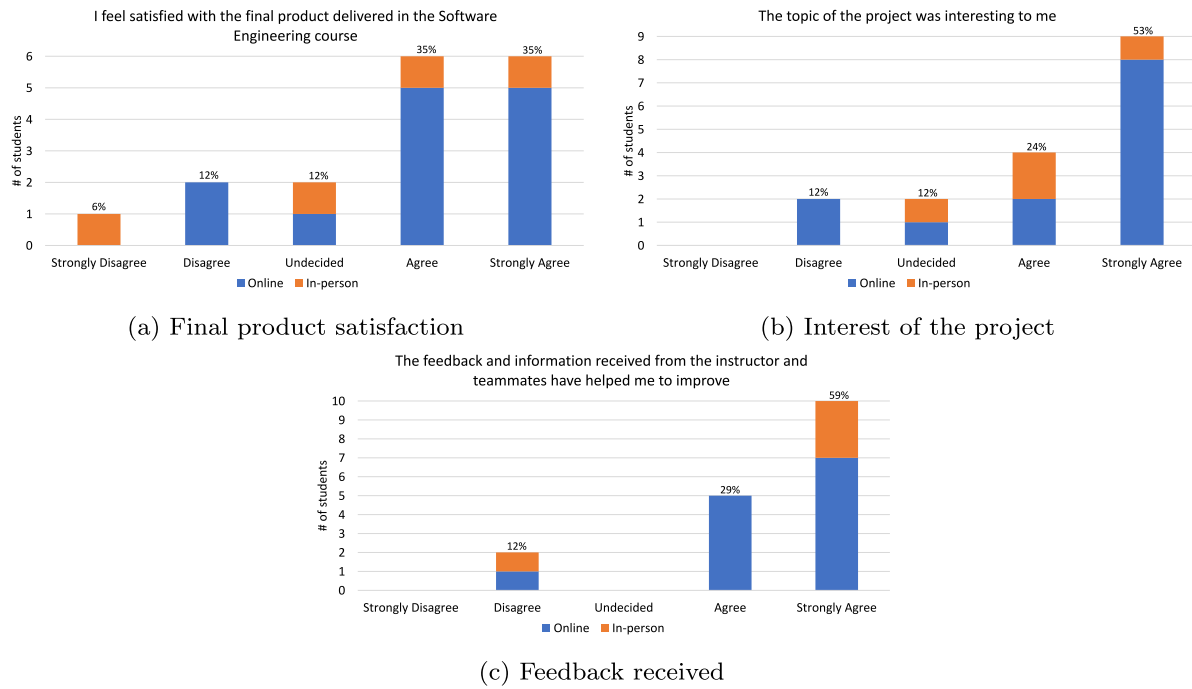 I feel satisfied with the final product delivered in the Software
Engineering course
# of students
6
5
4
3
2
1
0
6%
12%
12%
35%
35%
Strongly Disagree
Disagree
Undecided
Agree
Strongly Agree
Online
In-person
(a) Final product satisfaction
The topic of the project was interesting to me
# of students
9
8
7
6
5
4
3
2
1
0
12%
12%
24%
53%
Strongly Disagree
Disagree
Undecided
Agree
Strongly Agree
Online
In-person
(b) Interest of the project
The feedback and information received from the instructor and
teammates have helped me to improve
# of students
10
9
8
7
6
5
4
3
2
1
0
12%
29%
59%
Strongly Disagree
Disagree
Undecided
Agree
Strongly Agree
Online
In-person
(c) Feedback received